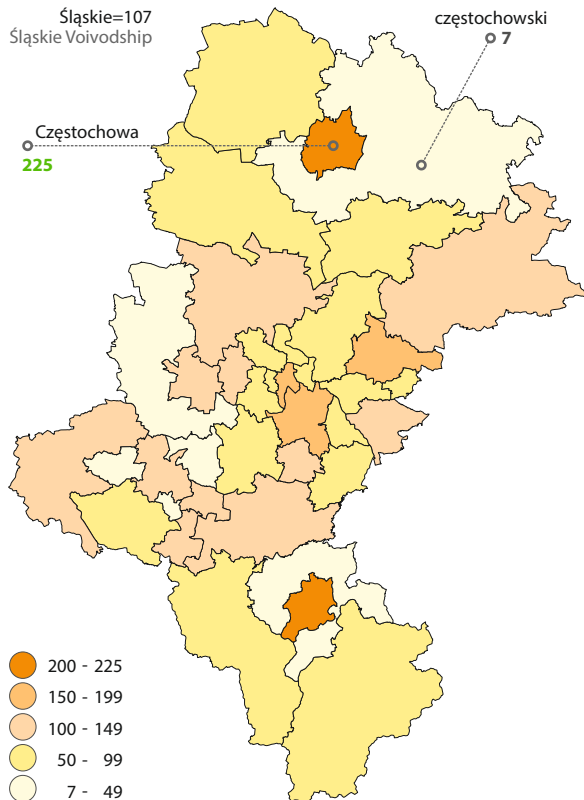 Śląskie=107
Śląskie Voivodship
częstochowski
7
Częstochowa
225
200 - 225
150 - 199
100 - 149
50 - 99
7 - 49